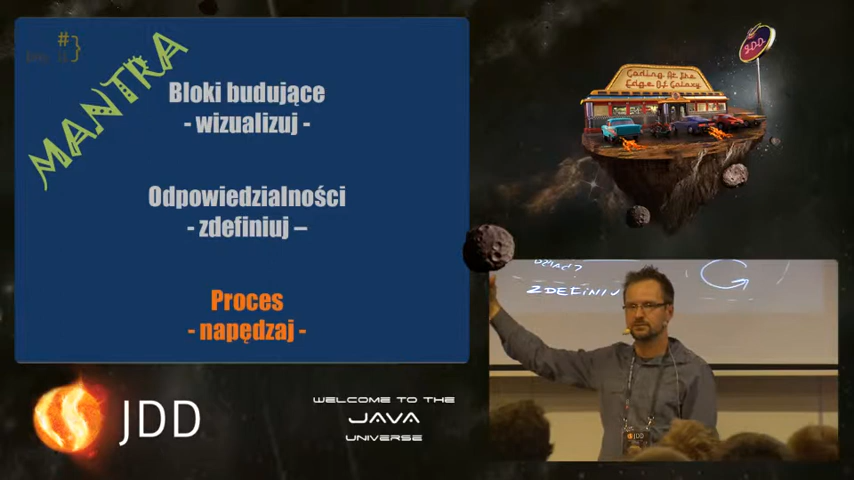 #}
MANTRA
Bloki budujące
- wizualizuj -
Odpowiedzialności
- zdefiniuj –
Proces
- napędzaj -
Coding At the
Edge Of Galaxy
JDD
ZDEFINIUJ
JDD
JDD
WELCOME TO THE
JAVA
UNIVERSE